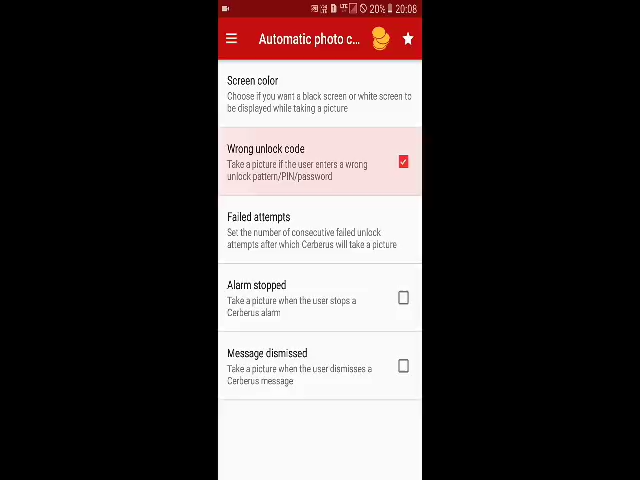 LTE 20% 20:08
Automatic photo c...
Screen color
Choose if you want a black screen or white screen to
be displayed while taking a picture
Wrong unlock code
Take a picture if the user enters a wrong
unlock pattern/PIN/password
Failed attempts
Set the number of consecutive failed unlock
attempts after which Cerberus will take a picture
Alarm stopped
Take a picture when the user stops a
Cerberus alarm
Message dismissed
Take a picture when the user dismisses a
Cerberus message